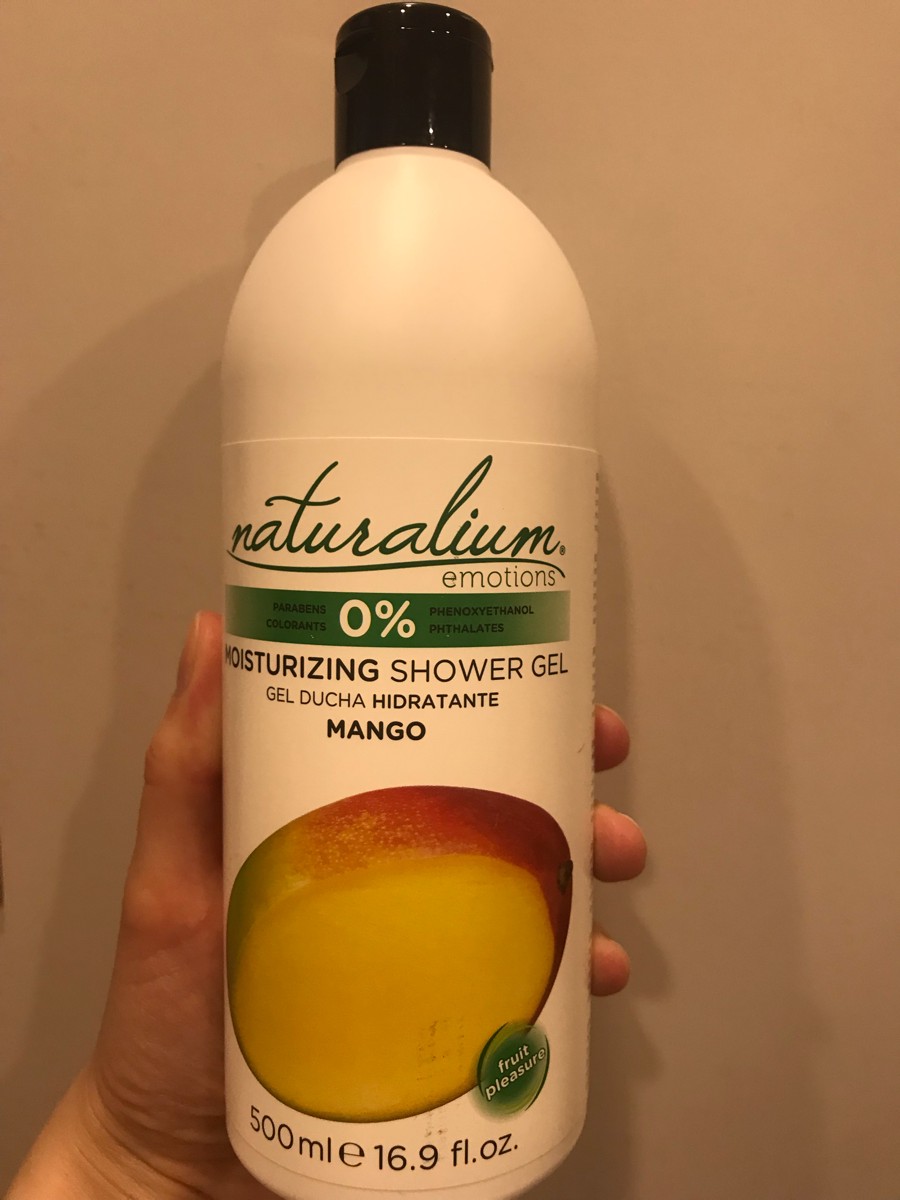 naturalium®
emotions
PARABENS
COLORANTS
0%
PHENOXYETHANOL
PHTHALATES
MOISTURIZING SHOWER GEL
GEL DUCHA HIDRATANTE
MANGO
fruit
pleasure
500ml e 16.9 fl.oz.